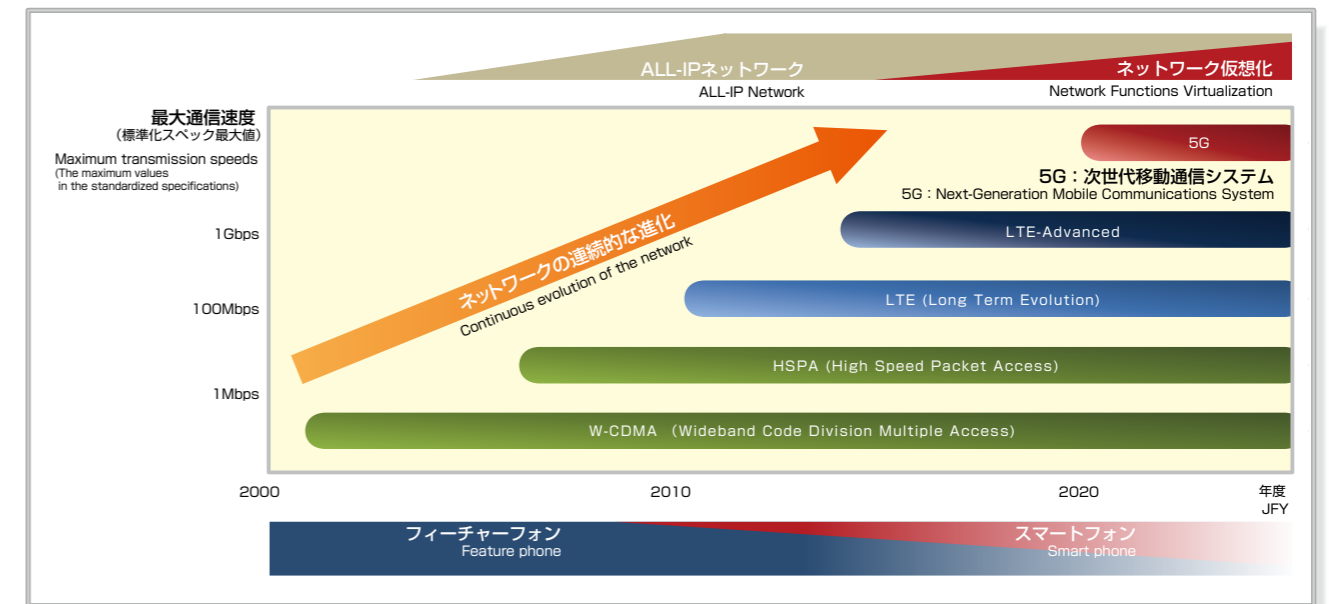 ALL-IPネットワーク
ALL-IP Network
ネットワーク仮想化
Network Functions Virtualization
最大通信速度
（標準化スペック最大値）
Maximum transmission speeds
(The maximum values
in the standardized specifications)
5G
5G：次世代移動通信システム
5G：Next-Generation Mobile Communications System
1Gbps
LTE-Advanced
ネットワークの連続的な進化
Continuous evolution of the network
100Mbps
LTE (Long Term Evolution)
HSPA (High Speed Packet Access)
1Mbps
W-CDMA （Wideband Code Division Multiple Access）
2000
2010
2020
年度
JFY
フィーチャーフォン
Feature phone
スマートフォン
Smart phone